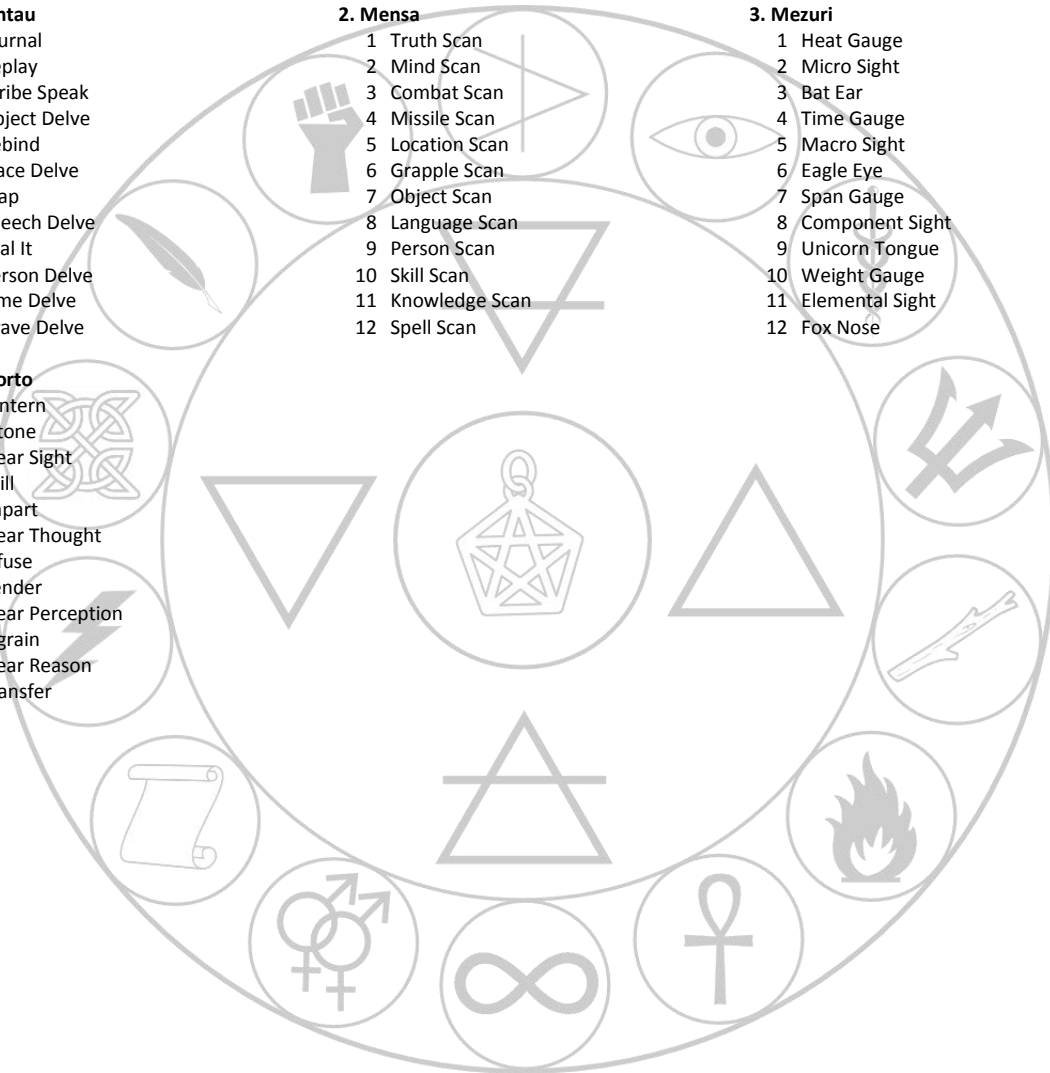 ntau
urnal
eplay
ribe Speak
bject Delve
ebind
ace Delve
ap
eech Delve
al It
erson Delve
me Delve
rave Delve
2. Mensa
1 Truth Scan
2 Mind Scan
3 Combat Scan
4 Missile Scan
5 Location Scan
6 Grapple Scan
7 Object Scan
8 Language Scan
9 Person Scan
10 Skill Scan
11 Knowledge Scan
12 Spell Scan
3. Mezuri
1 Heat Gauge
2 Micro Sight
3 Bat Ear
4 Time Gauge
5 Macro Sight
6 Eagle Eye
7 Span Gauge
8 Component Sight
9 Unicorn Tongue
10 Weight Gauge
11 Elemental Sight
12 Fox Nose
orto
ntern
tone
ear Sight
ill
part
ear Thought
fuse
ender
ear Perception
grain
ear Reason
ansfer